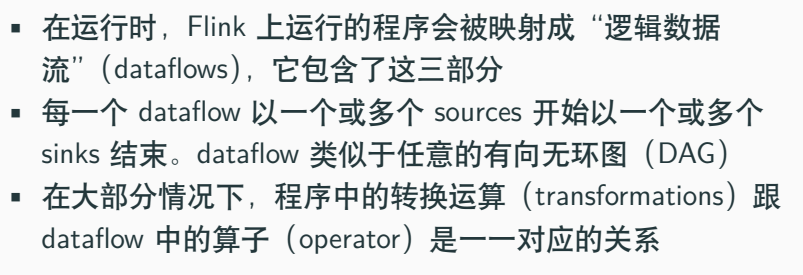 ▪ 在运行时，Flink 上运行的程序会被映射成“逻辑数据
流”（dataflows），它包含了这三部分
▪ 每一个 dataflow 以一个或多个 sources 开始以一个或多个
sinks 结束。dataflow 类似于任意的有向无环图（DAG）
▪ 在大部分情况下，程序中的转换运算（transformations）跟
dataflow 中的算子（operator）是一一对应的关系